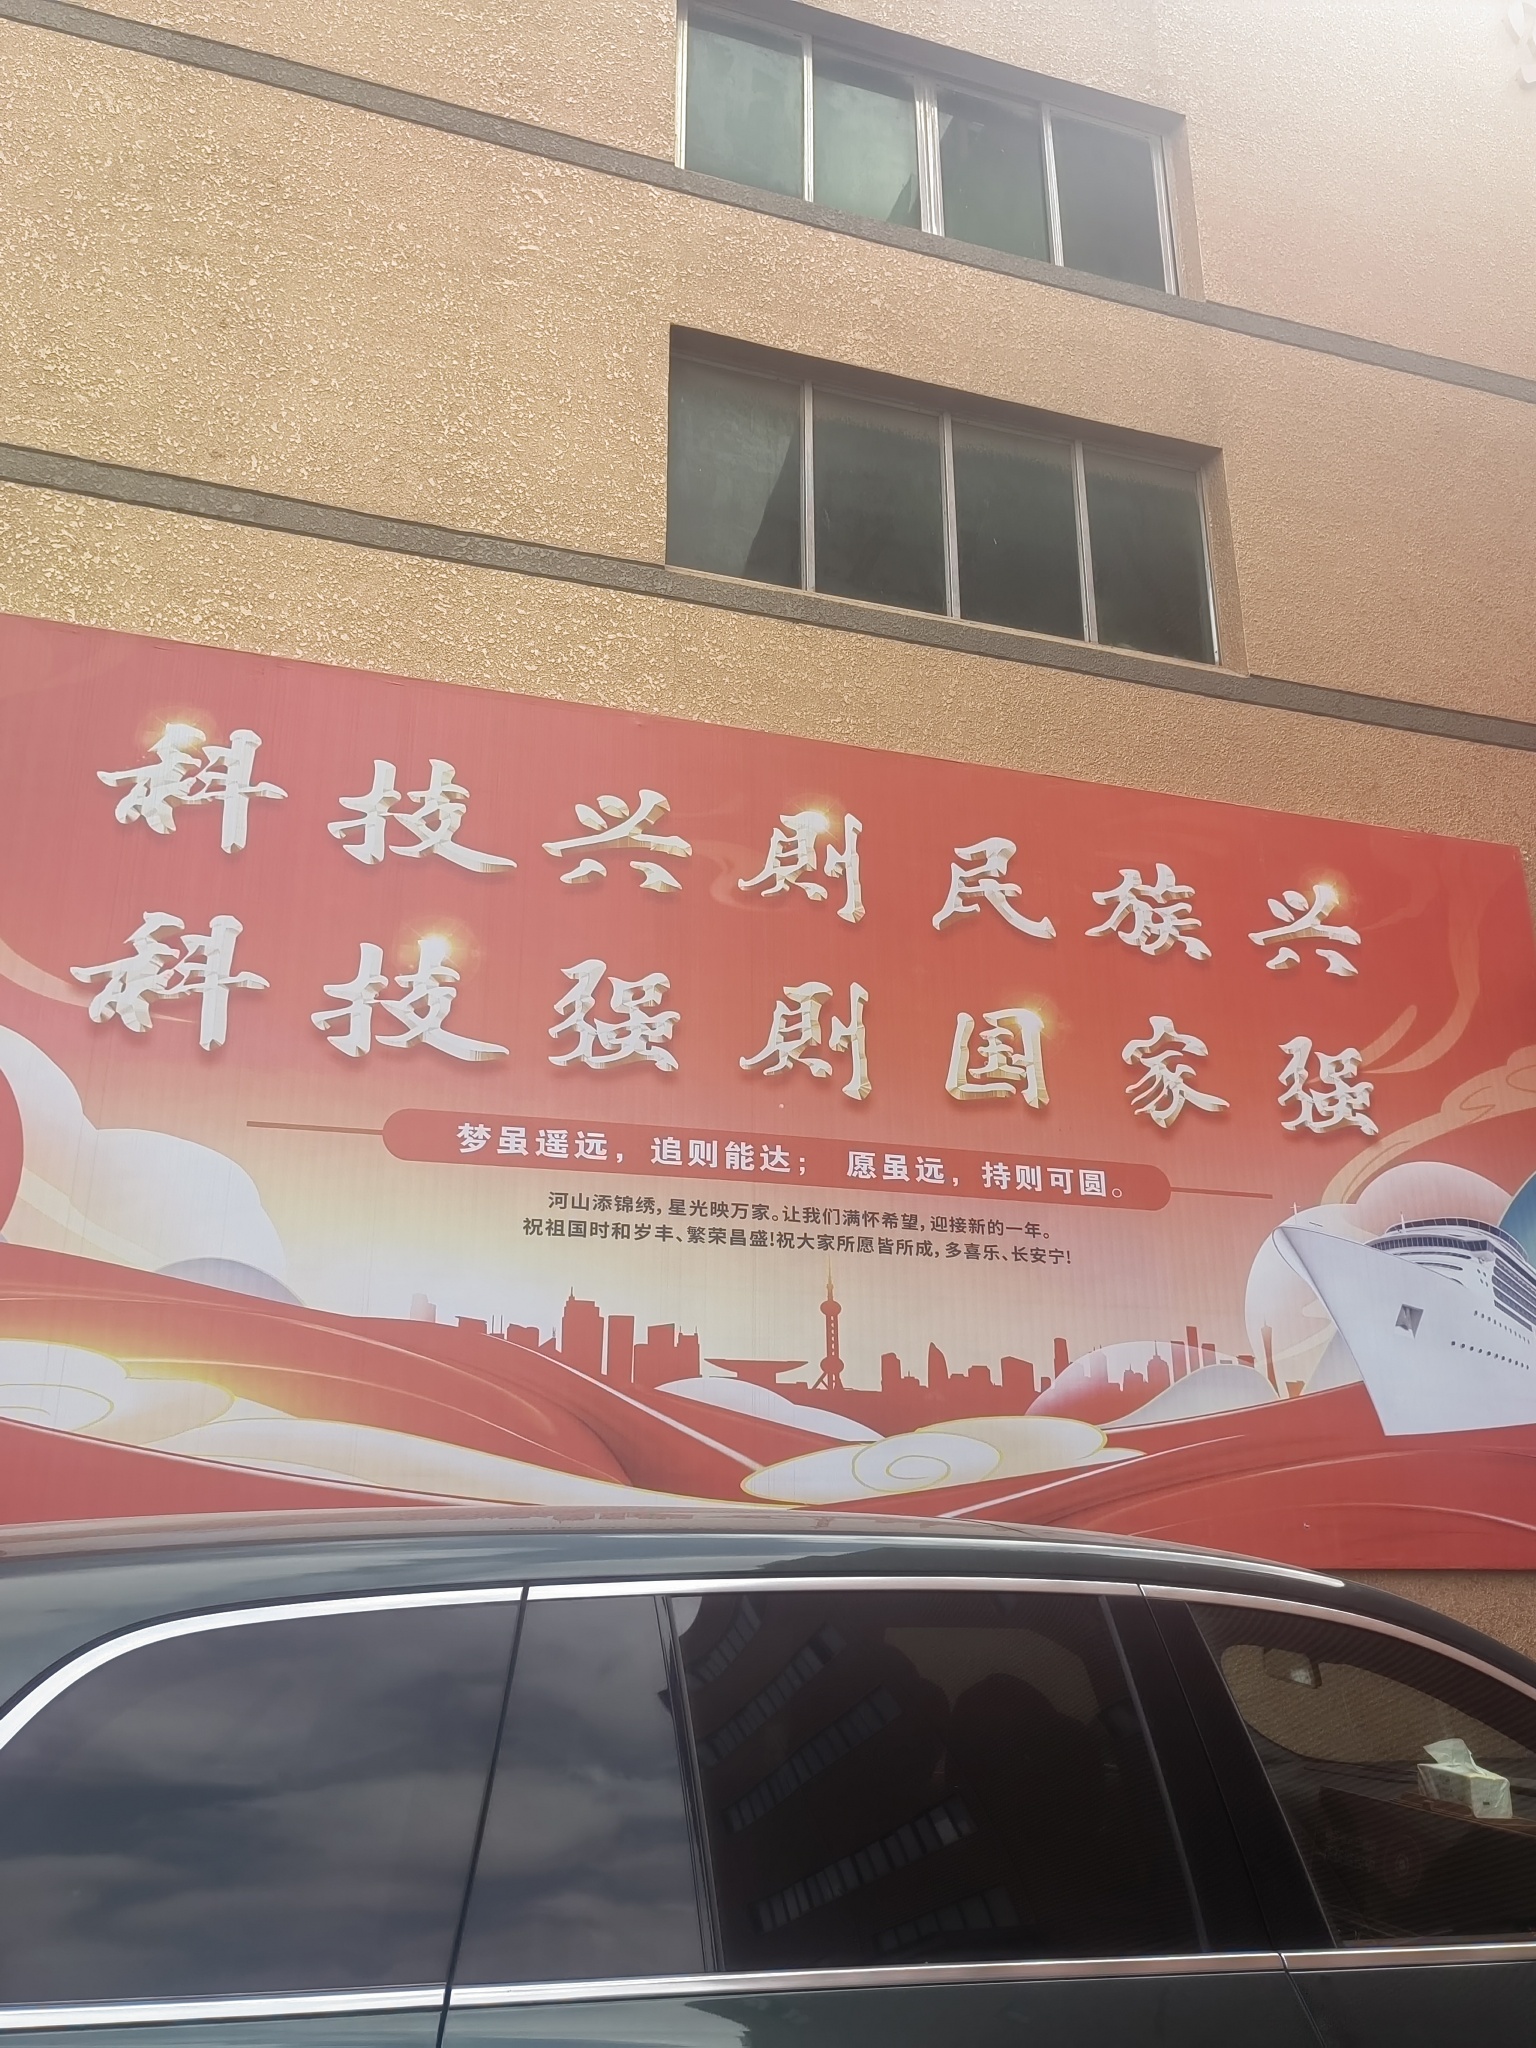 科技兴則民族兴
科技强則国家强
梦虽遥远，追则能达； 愿虽远，持则可圆。
河山添锦绣，星光映万家。让我们满怀希望，迎接新的一年。
祝祖国时和岁丰、繁荣昌盛！祝大家所愿皆所成，多喜乐、长安宁！